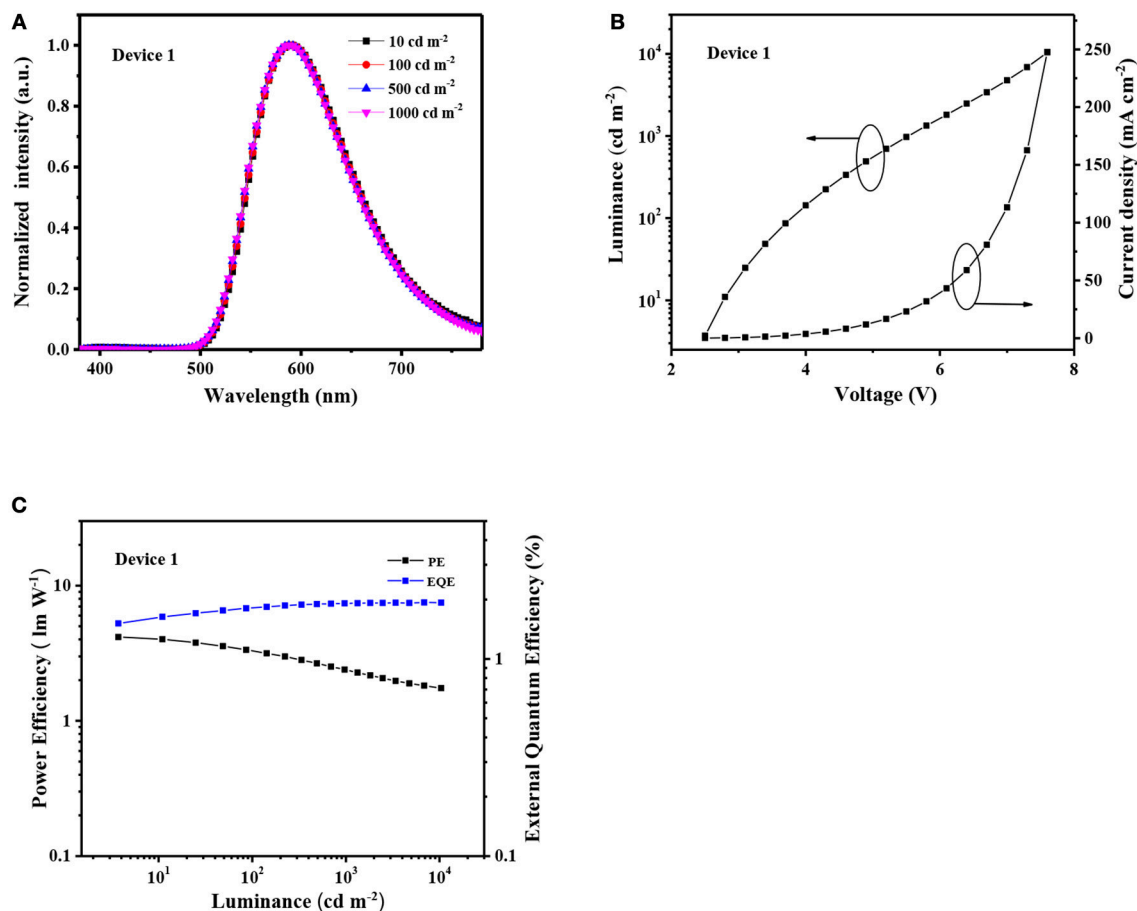 A
Device 1
10 cd m-2
100 cd m-2
500 cd m-2
1000 cd m-2
Normalized intensity (a.u.)
1.0
0.8
0.6
0.4
0.2
0.0
400
500
600
700
Wavelength (nm)
B
Device 1
Luminance (cd m-2)
10⁴
10³
10²
10¹
250
200
150
100
50
0
Current density (mA cm-2)
2
4
6
8
Voltage (V)
C
Device 1
PE
EQE
Power Efficiency ( lm W-1)
10
1
0.1
1
0.1
External Quantum Efficiency (%)
10¹
10²
10³
10⁴
Luminance (cd m-2)